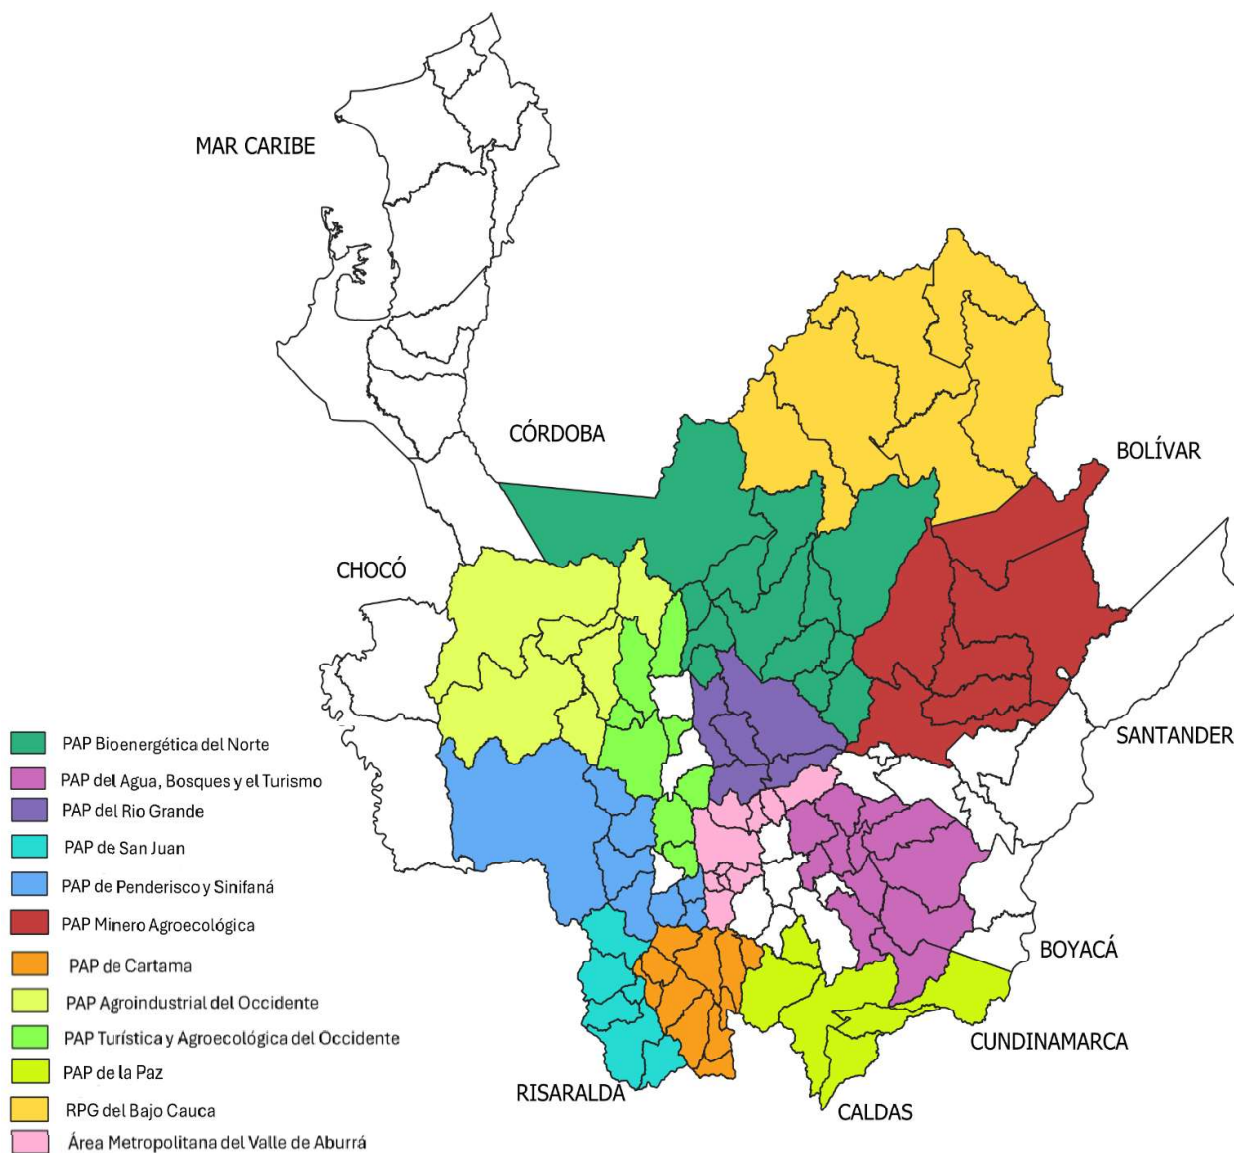 MAR CARIBE
CÓRDOBA
BOLÍVAR
CHOCÓ
SANTANDER
BOYACÁ
CUNDINAMARCA
RISARALDA
CALDAS
PAP Bioenergética del Norte
PAP del Agua, Bosques y el Turismo
PAP del Rio Grande
PAP de San Juan
PAP de Penderisco y Sinifaná
PAP Minero Agroecológica
PAP de Cartama
PAP Agroindustrial del Occidente
PAP Turística y Agroecológica del Occidente
PAP de la Paz
RPG del Bajo Cauca
Área Metropolitana del Valle de Aburrá